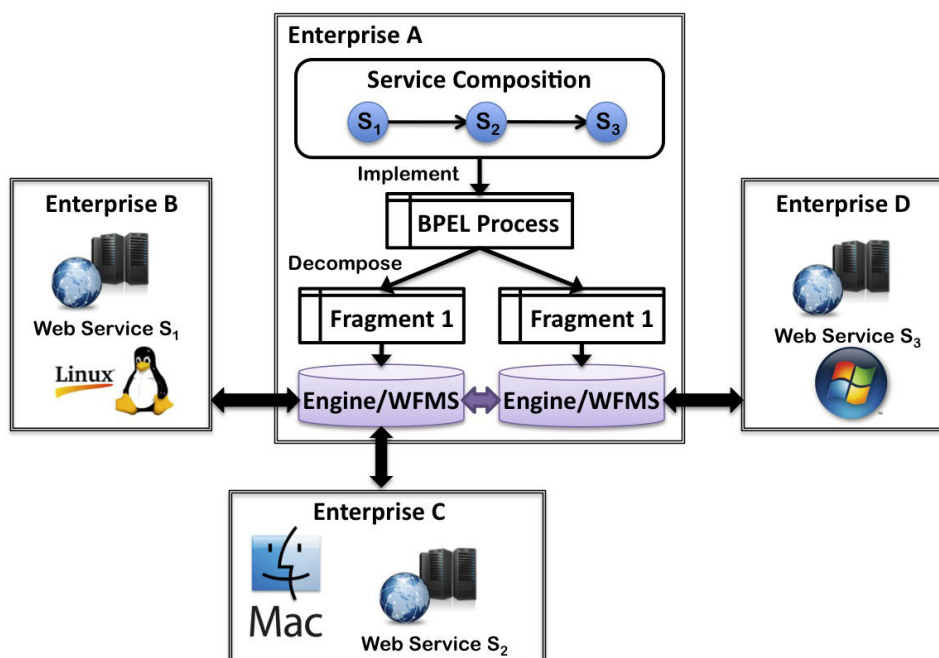 Enterprise A
Service Composition
S₁ S₂ S₃
Implement
BPEL Process
Decompose
Fragment 1 Fragment 1
Engine/WFMS Engine/WFMS
Enterprise B
Web Service S₁
Linux
Enterprise D
Web Service S₃
Enterprise C
Mac
Web Service S₂